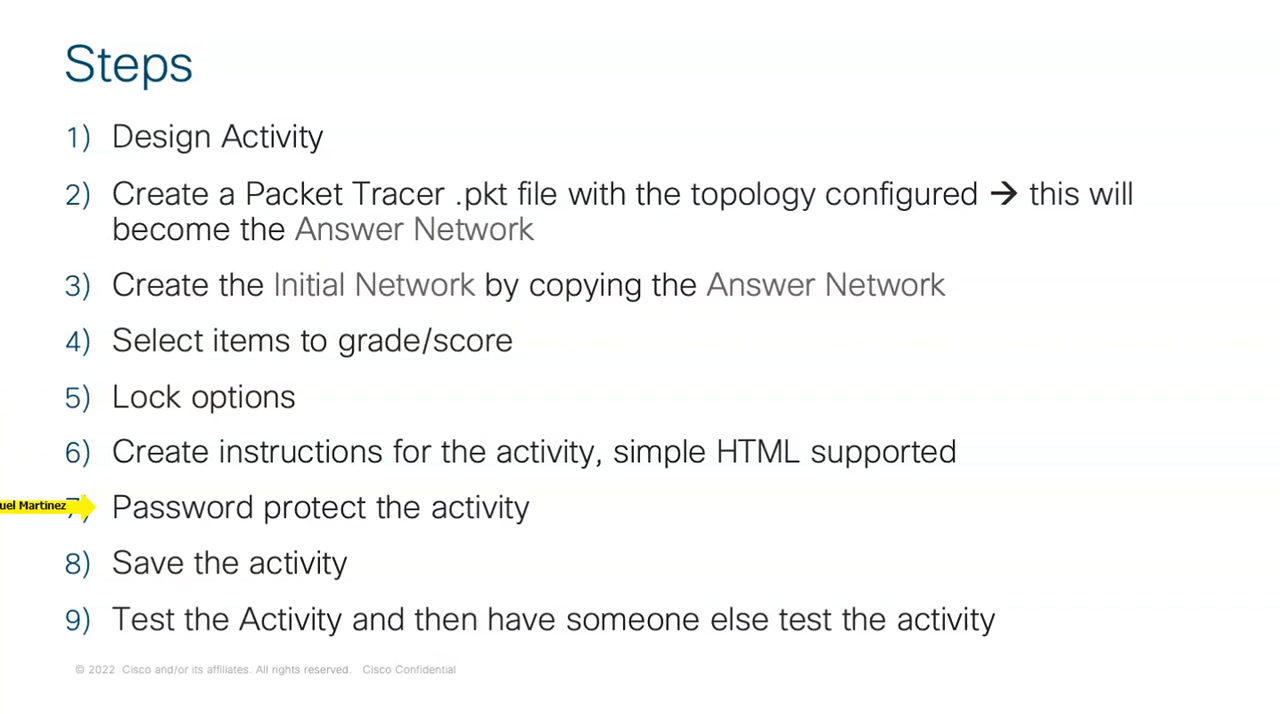 Steps
1) Design Activity
2) Create a Packet Tracer .pkt file with the topology configured → this will
become the Answer Network
3) Create the Initial Network by copying the Answer Network
4) Select items to grade/score
5) Lock options
6) Create instructions for the activity, simple HTML supported
uel Martinez 7) Password protect the activity
8) Save the activity
9) Test the Activity and then have someone else test the activity
© 2022 Cisco and/or its affiliates. All rights reserved. Cisco Confidential